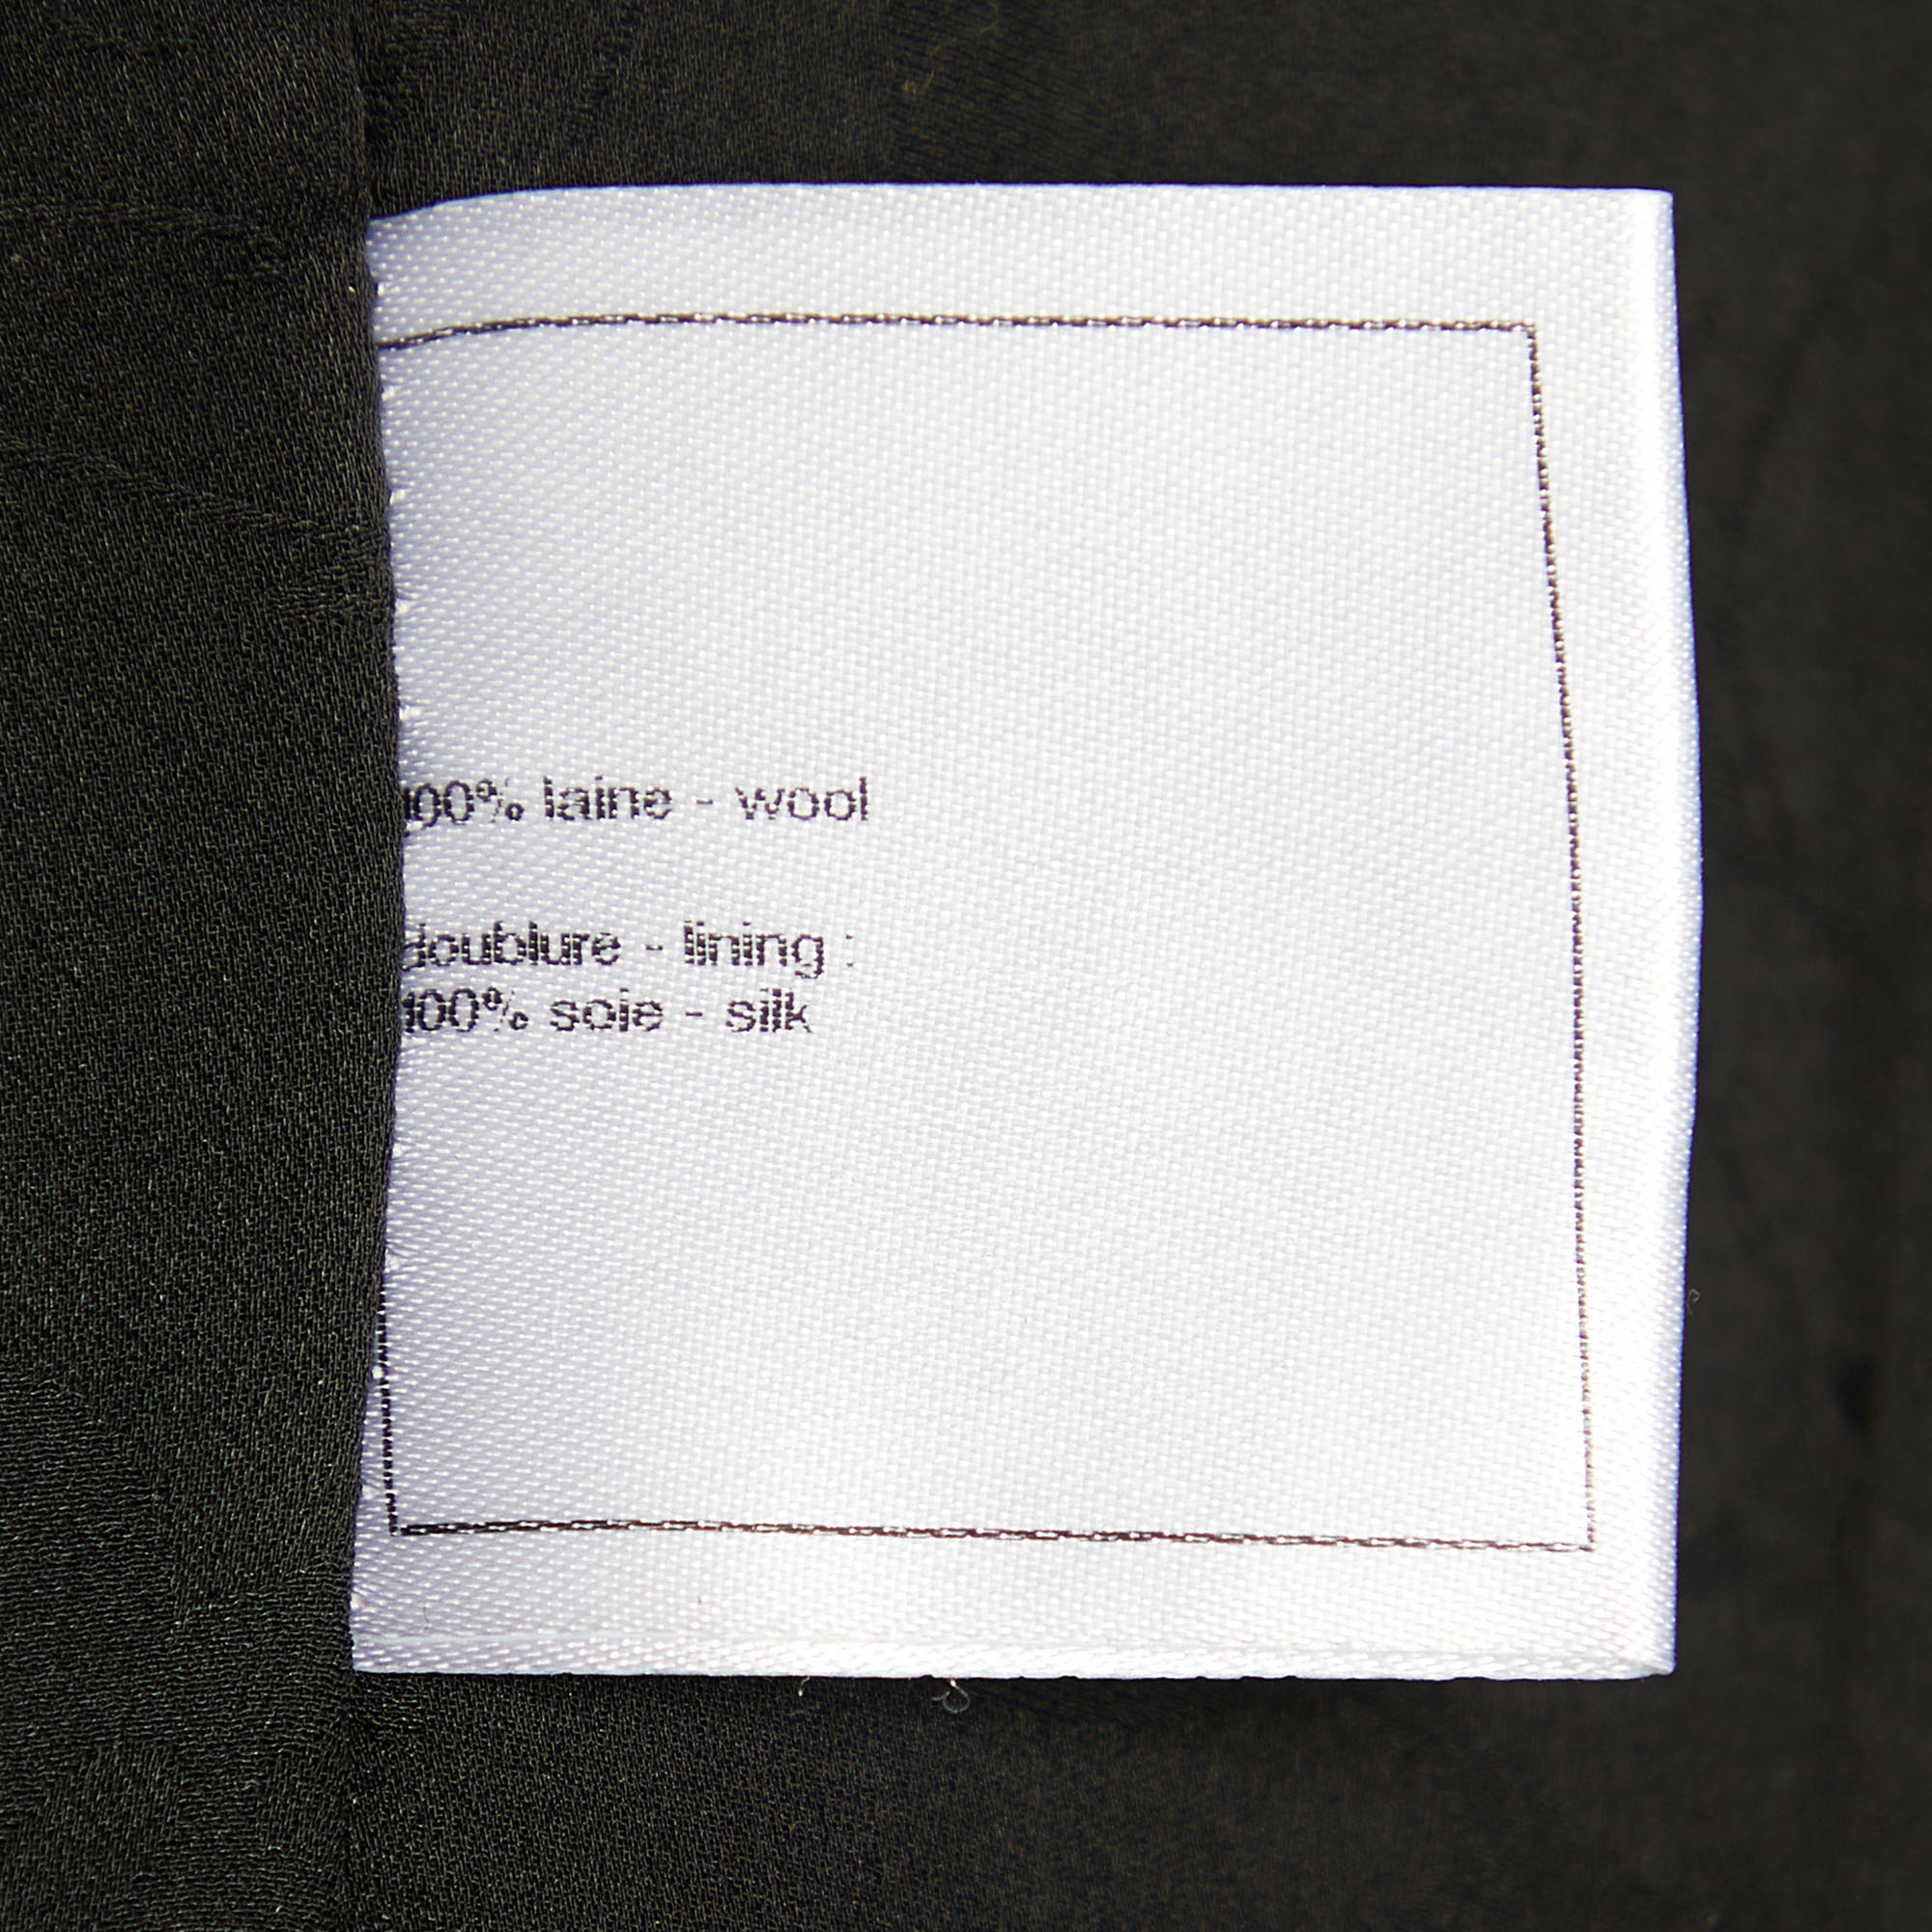 100% laine - wool
doublure - lining :
100% soie - silk